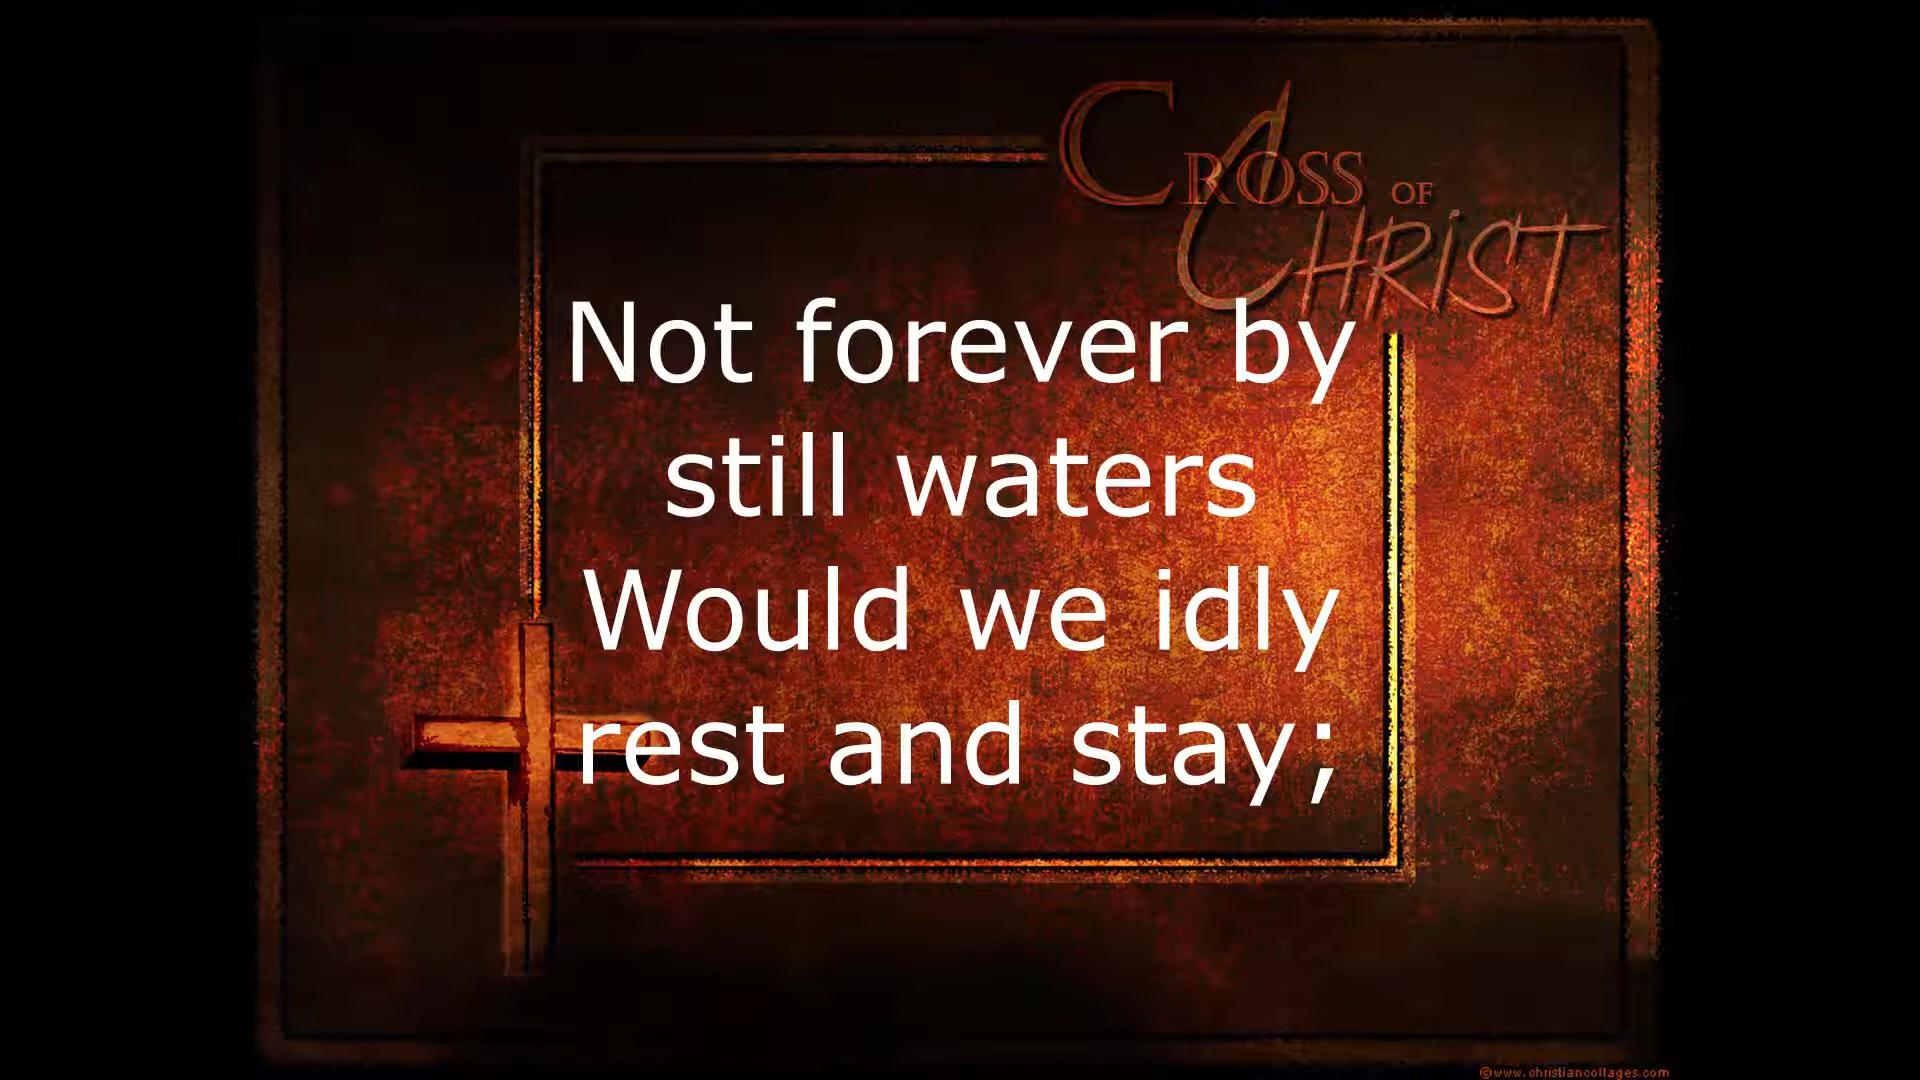 CROSS OF
CHRiST
Not forever by
still waters
Would we idly
rest and stay;
©www.christiancollages.com